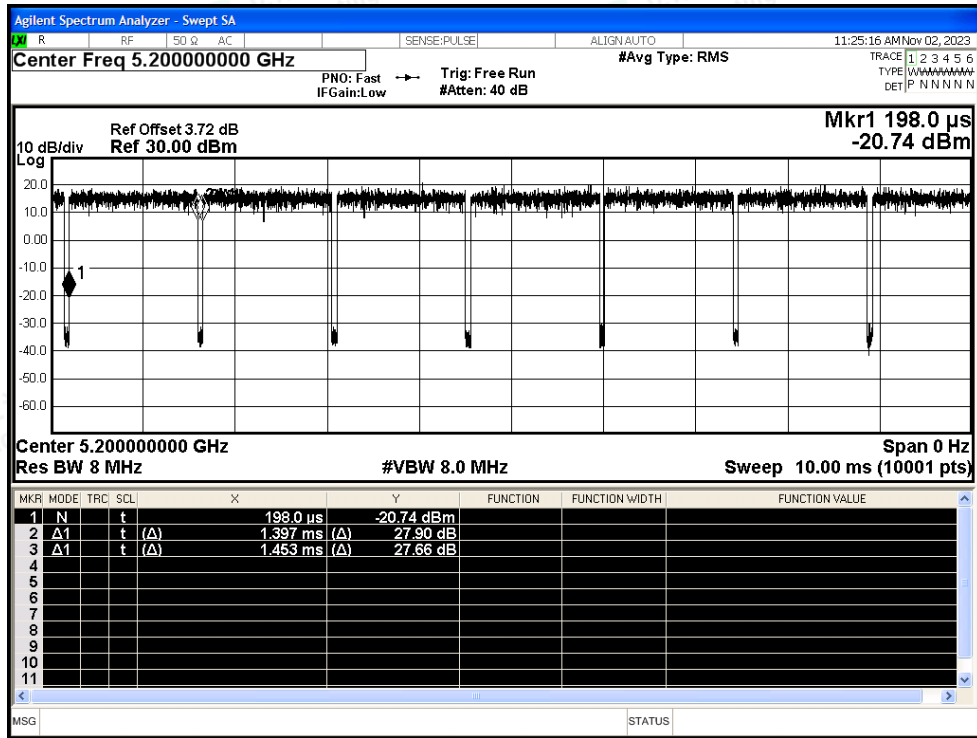 Agilent Spectrum Analyzer - Swept SA
LXI R RF 50 Ω AC SENSE:PULSE ALIGN AUTO 11:25:16 AM Nov 02, 2023
Center Freq 5.200000000 GHz #Avg Type: RMS TRACE 1 2 3 4 5 6
PNO: Fast Trig: Free Run TYPE WWWWWW
IFGain:Low #Atten: 40 dB DET P N N N N N
Mkr1 198.0 µs
Ref Offset 3.72 dB
10 dB/div Ref 30.00 dBm -20.74 dBm
Log
20.0
10.0
0.00
-10.0
1
-20.0
-30.0
-40.0
-50.0
-60.0
Center 5.200000000 GHz Span 0 Hz
Res BW 8 MHz #VBW 8.0 MHz Sweep 10.00 ms (10001 pts)
MKR MODE TRC SCL X Y FUNCTION FUNCTION WIDTH FUNCTION VALUE
1 N t 198.0 µs -20.74 dBm
2 Δ1 t (Δ) 1.397 ms (Δ) 27.90 dB
3 Δ1 t (Δ) 1.453 ms (Δ) 27.66 dB
4
5
6
7
8
9
10
11
MSG STATUS